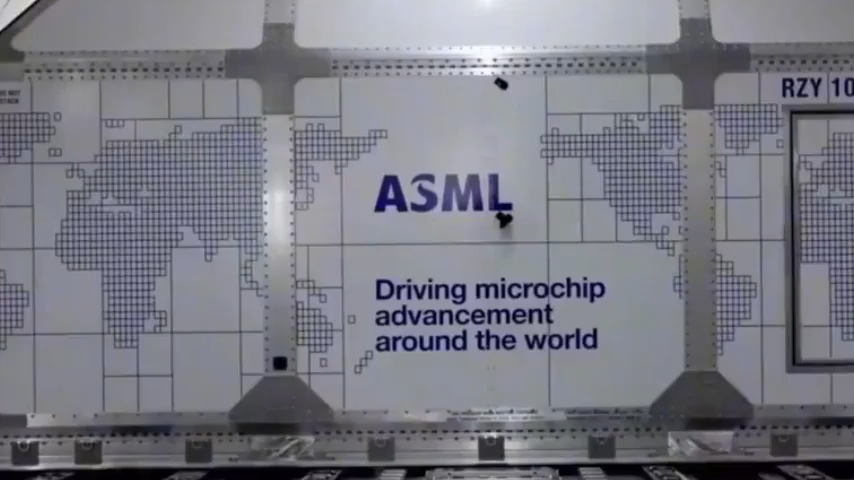 RZY 10
ASML
Driving microchip
advancement
around the world